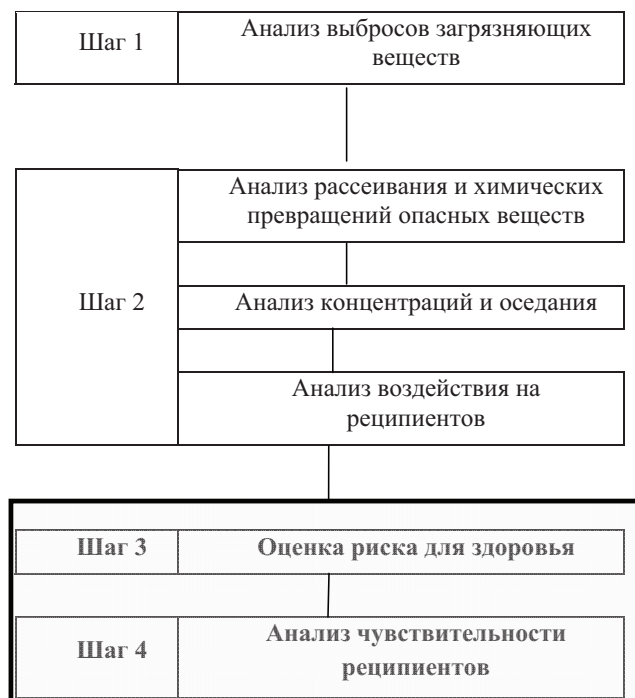 Шаг 1
Анализ выбросов загрязняющих
веществ
Шаг 2
Анализ рассеивания и химических
превращений опасных веществ
Анализ концентраций и оседания
Анализ воздействия на
реципиентов
Шаг 3
Оценка риска для здоровья
Шаг 4
Анализ чувствительности
реципиентов